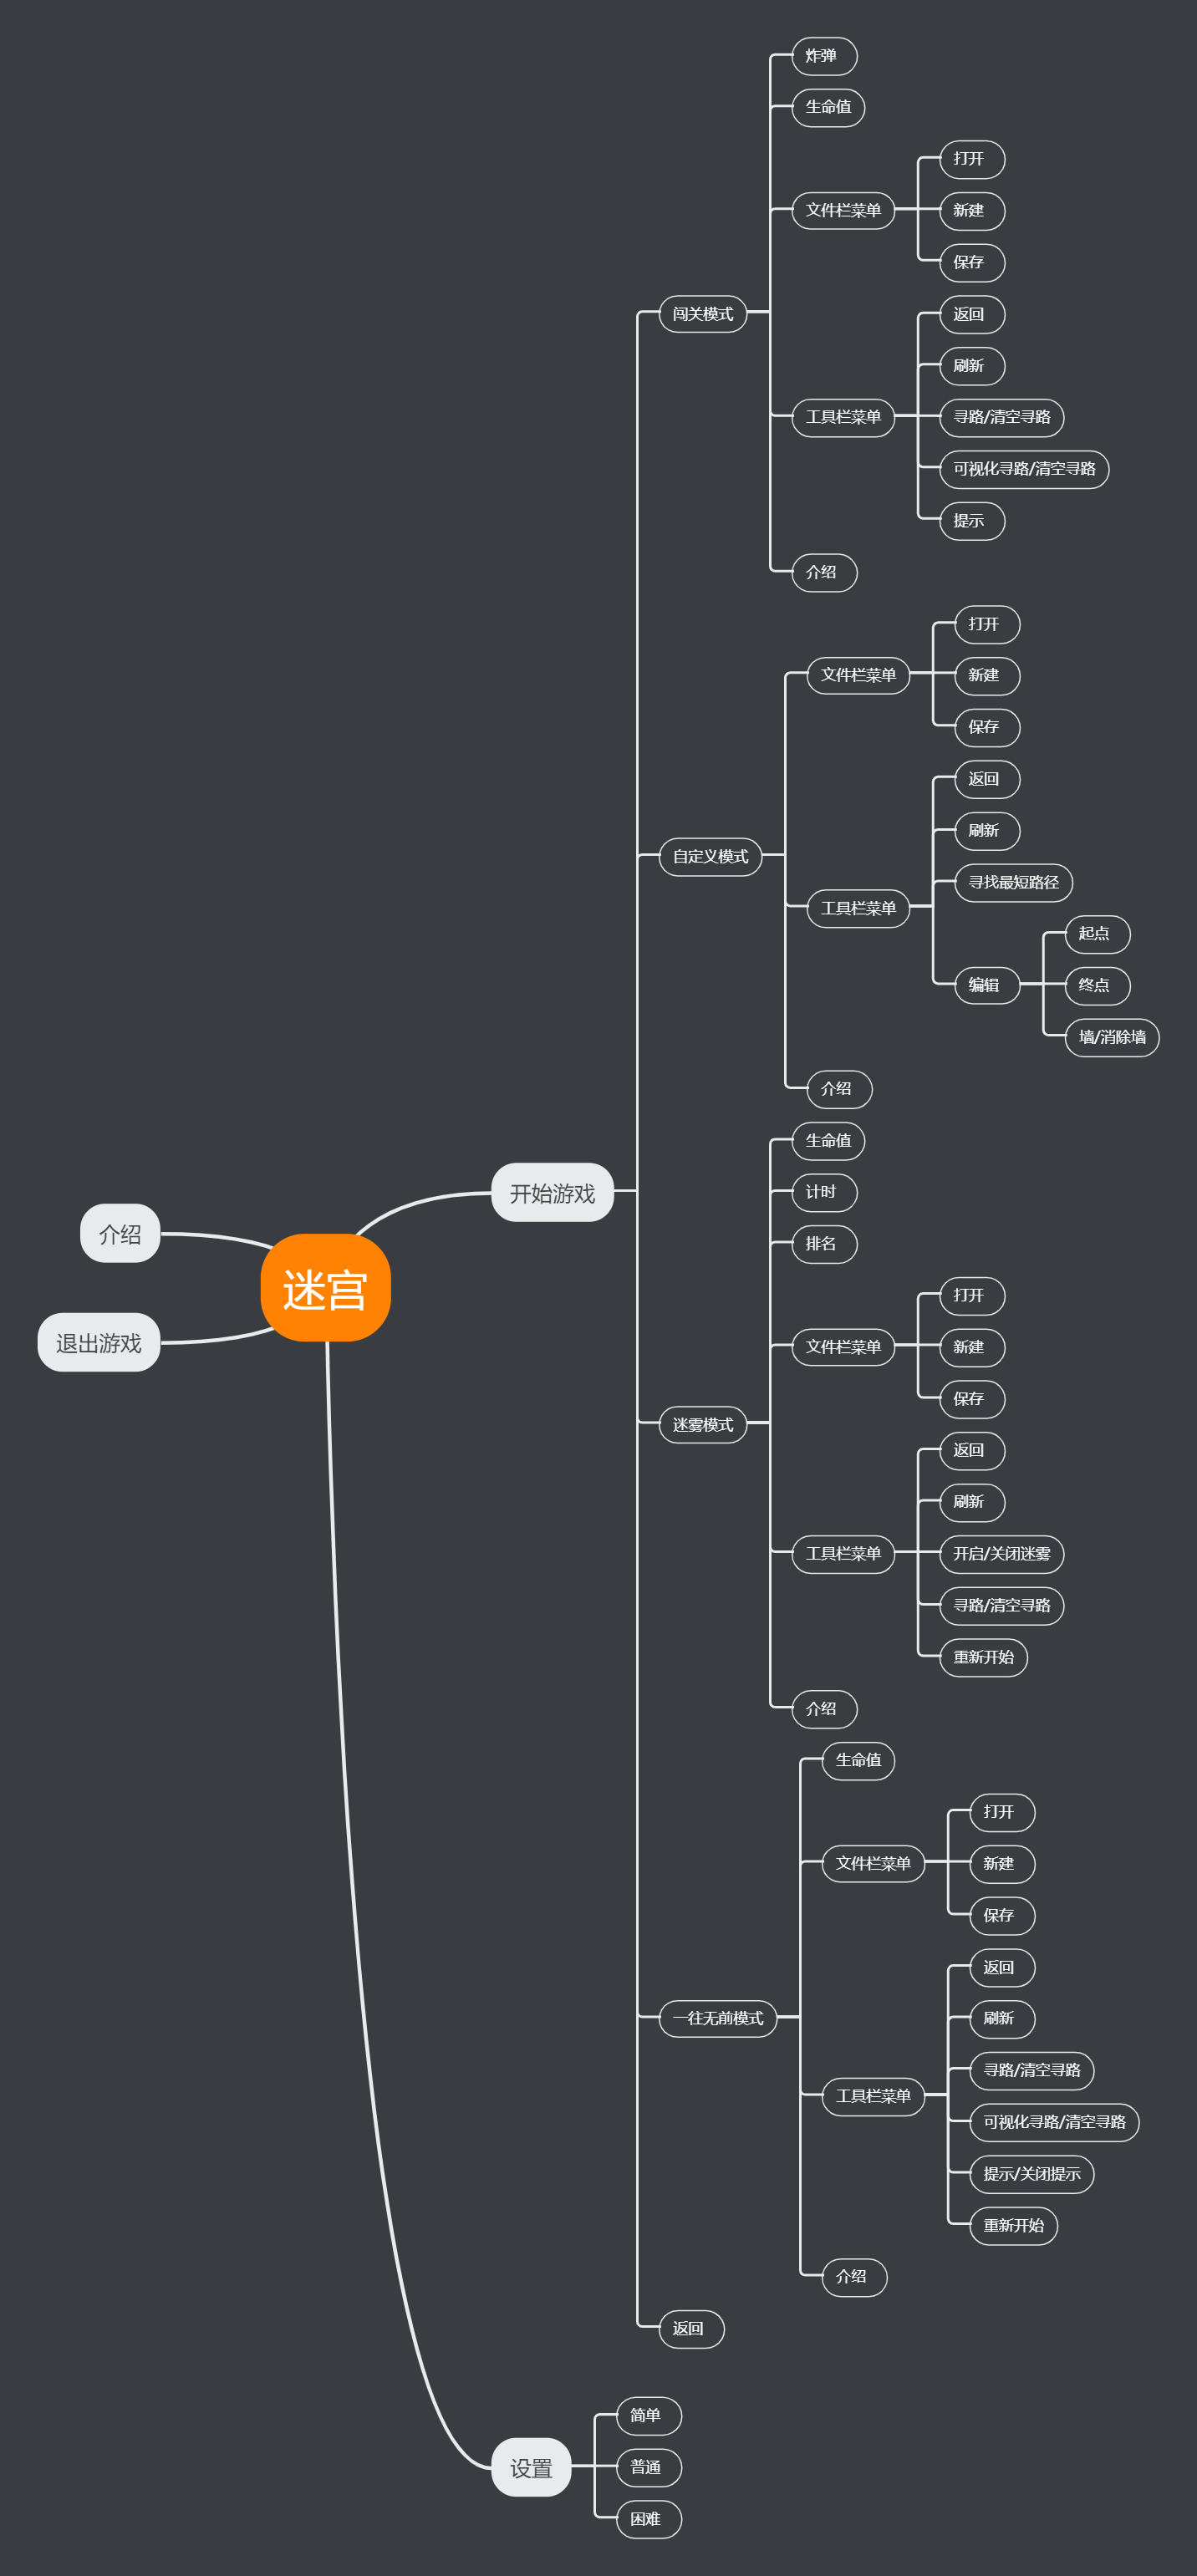 炸弹
生命值
打开
文件栏菜单
新建
保存
闯关模式
返回
刷新
工具栏菜单
寻路/清空寻路
可视化寻路/清空寻路
提示
介绍
打开
文件栏菜单
新建
保存
返回
刷新
自定义模式
寻找最短路径
工具栏菜单
起点
编辑
终点
墙/消除墙
介绍
生命值
开始游戏
计时
介绍
排名
迷宫
打开
退出游戏
文件栏菜单
新建
保存
迷雾模式
返回
刷新
工具栏菜单
开启/关闭迷雾
寻路/清空寻路
重新开始
介绍
生命值
打开
文件栏菜单
新建
保存
返回
一往无前模式
刷新
寻路/清空寻路
工具栏菜单
可视化寻路/清空寻路
提示/关闭提示
重新开始
介绍
返回
简单
设置
普通
困难